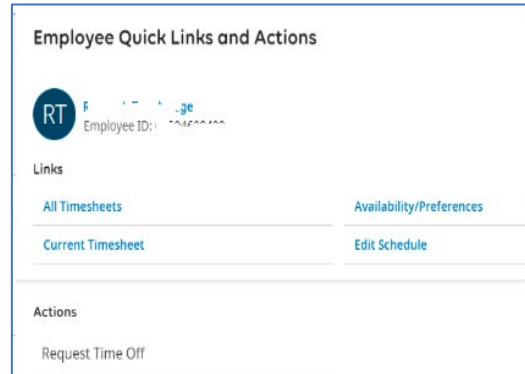 Employee Quick Links and Actions
RT
Employee ID:
Links
All Timesheets
Availability/Preferences
Current Timesheet
Edit Schedule
Actions
Request Time Off